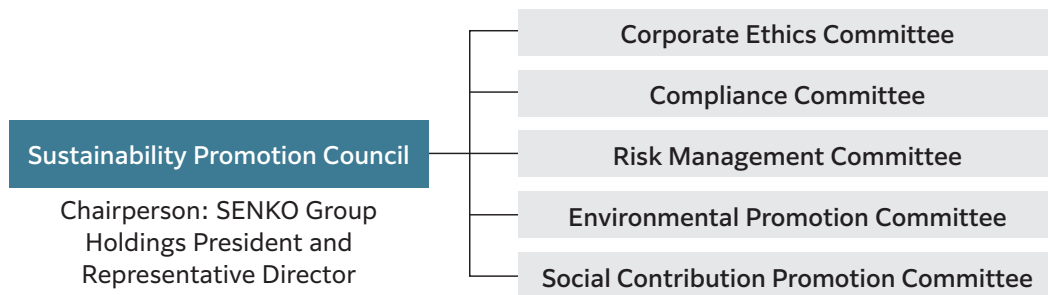 Sustainability Promotion Council
Chairperson: SENKO Group
Holdings President and
Representative Director
Corporate Ethics Committee
Compliance Committee
Risk Management Committee
Environmental Promotion Committee
Social Contribution Promotion Committee